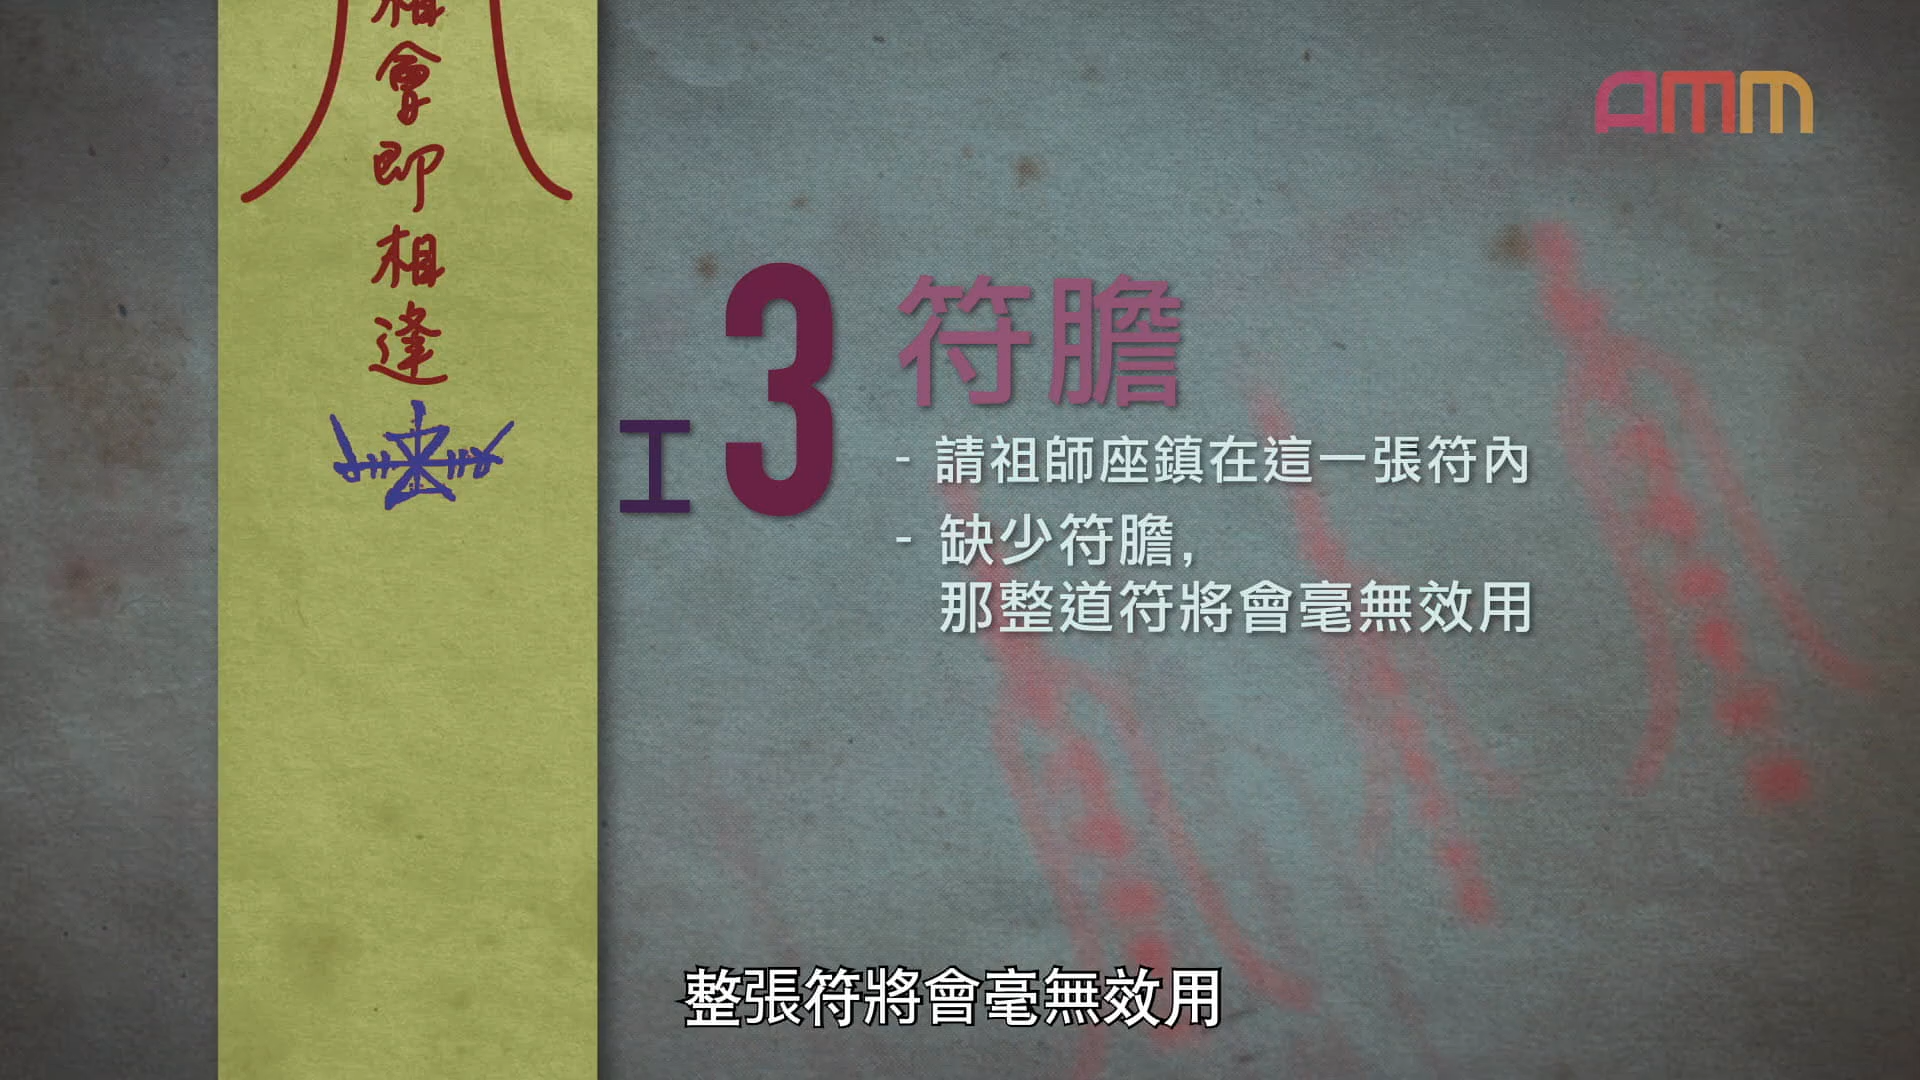 相
會
即
相
逢
AMM
3 符膽
- 請祖師座鎮在這一張符內
- 缺少符膽,
那整道符將會毫無效用
整張符將會毫無效用